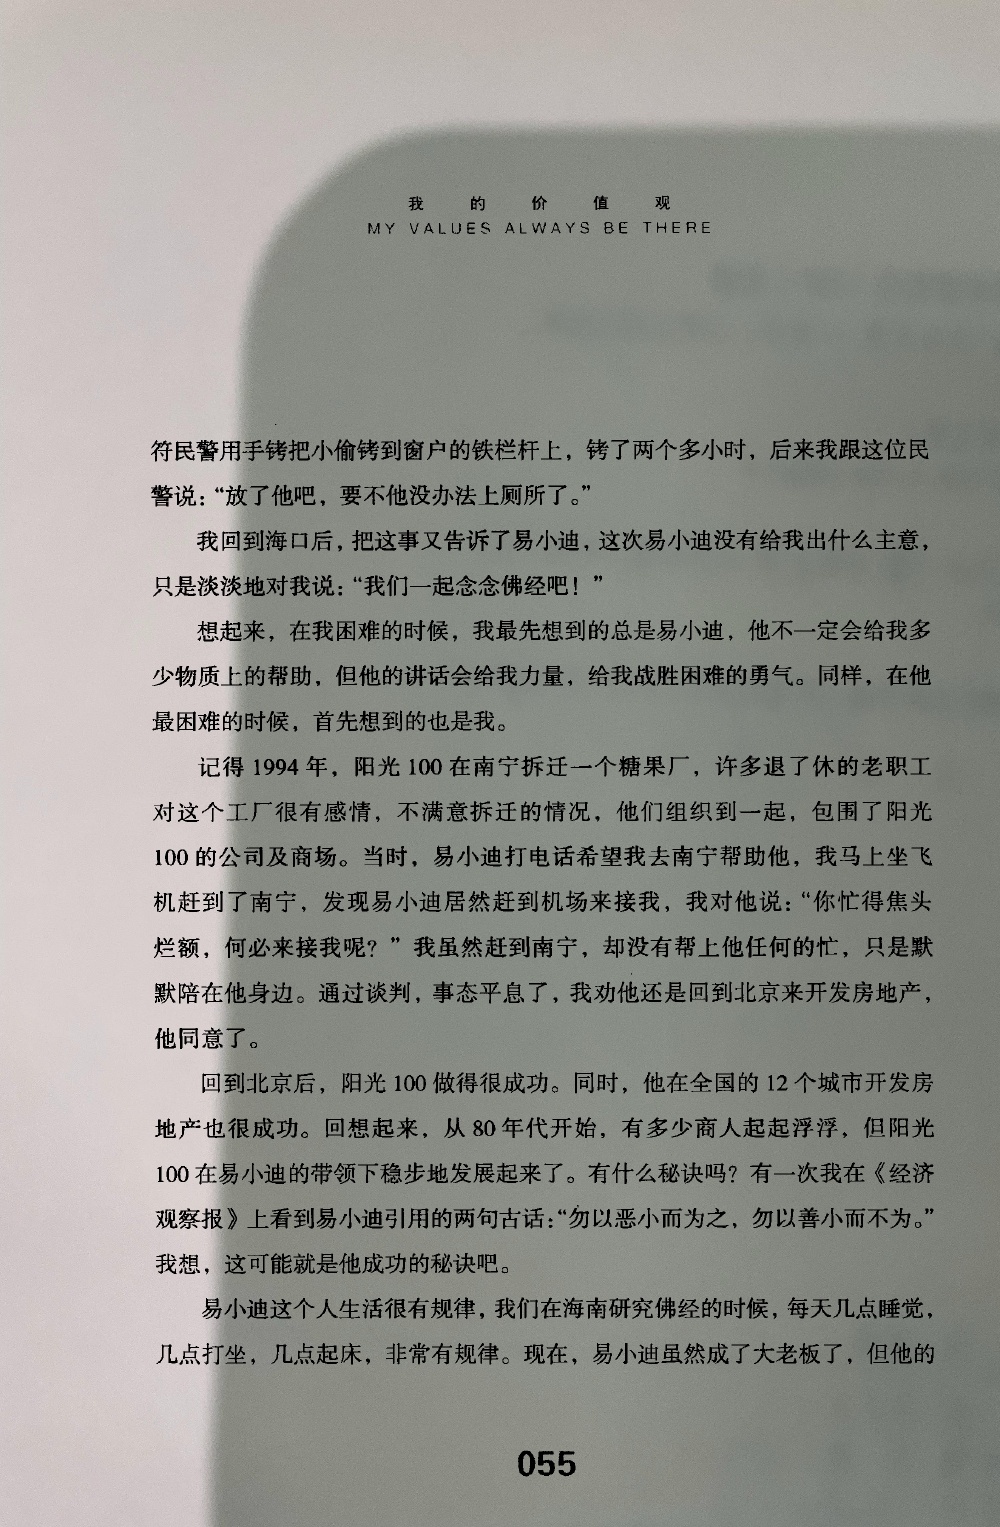 我的价值观
MY VALUES ALWAYS BE THERE
符民警用手铐把小偷铐到窗户的铁栏杆上，铐了两个多小时，后来我跟这位民
警说：“放了他吧，要不他没办法上厕所了。”
我回到海口后，把这事又告诉了易小迪，这次易小迪没有给我出什么主意，
只是淡淡地对我说：“我们一起念念佛经吧！”
想起来，在我困难的时候，我最先想到的总是易小迪，他不一定会给我多
少物质上的帮助，但他的讲话会给我力量，给我战胜困难的勇气。同样，在他
最困难的时候，首先想到的也是我。
记得 1994 年，阳光 100 在南宁拆迁一个糖果厂，许多退了休的老职工
对这个工厂很有感情，不满意拆迁的情况，他们组织到一起，包围了阳光
100 的公司及商场。当时，易小迪打电话希望我去南宁帮助他，我马上坐飞
机赶到了南宁，发现易小迪居然赶到机场来接我，我对他说：“你忙得焦头
烂额，何必来接我呢？”我虽然赶到南宁，却没有帮上他任何的忙，只是默
默陪在他身边。通过谈判，事态平息了，我劝他还是回到北京来开发房地产，
他同意了。
回到北京后，阳光 100 做得很成功。同时，他在全国的 12 个城市开发房
地产也很成功。回想起来，从 80 年代开始，有多少商人起起浮浮，但阳光
100 在易小迪的带领下稳步地发展起来了。有什么秘诀吗？有一次我在《经济
观察报》上看到易小迪引用的两句古话：“勿以恶小而为之，勿以善小而不为。”
我想，这可能就是他成功的秘诀吧。
易小迪这个人生活很有规律，我们在海南研究佛经的时候，每天几点睡觉，
几点打坐，几点起床，非常有规律。现在，易小迪虽然成了大老板了，但他的
055